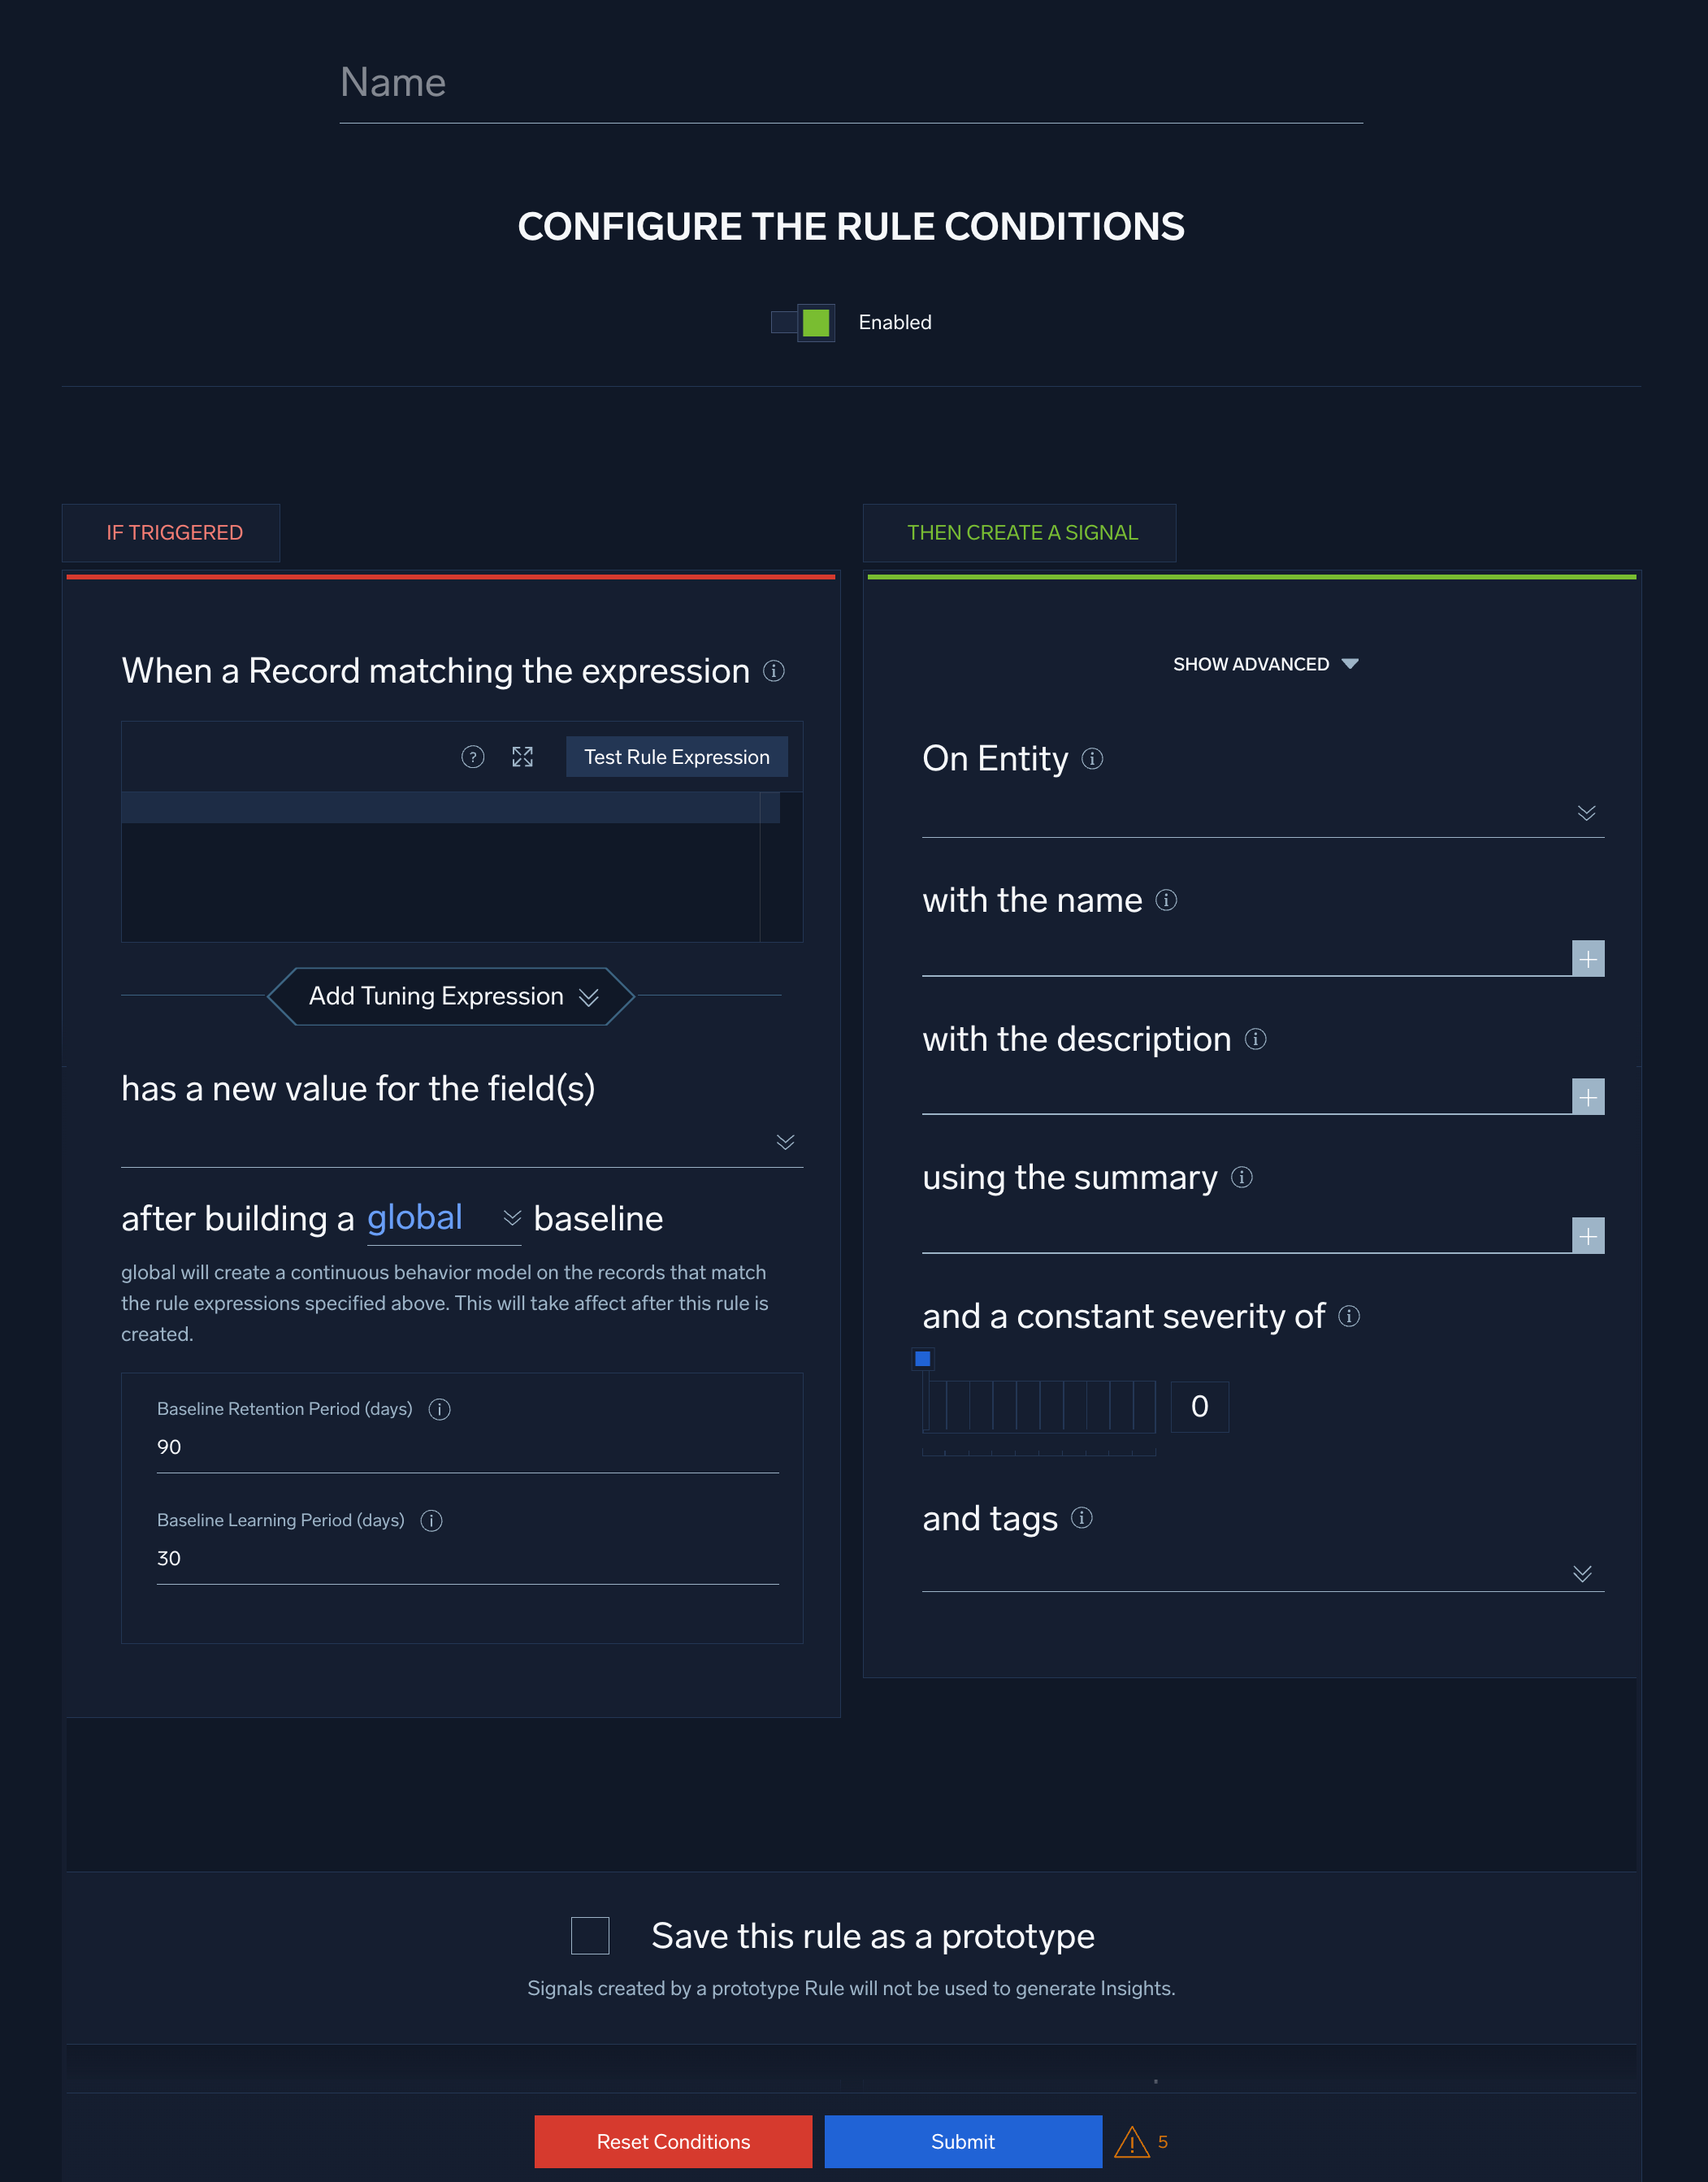 Name
CONFIGURE THE RULE CONDITIONS
Enabled
IF TRIGGERED
When a Record matching the expression
Test Rule Expression
Add Tuning Expression
has a new value for the field(s)
after building a global baseline
global will create a continuous behavior model on the records that match
the rule expressions specified above. This will take affect after this rule is
created.
Baseline Retention Period (days)
90
Baseline Learning Period (days)
30
THEN CREATE A SIGNAL
SHOW ADVANCED
On Entity
with the name
with the description
using the summary
and a constant severity of
0
and tags
Save this rule as a prototype
Signals created by a prototype Rule will not be used to generate Insights.
Reset Conditions
Submit
5